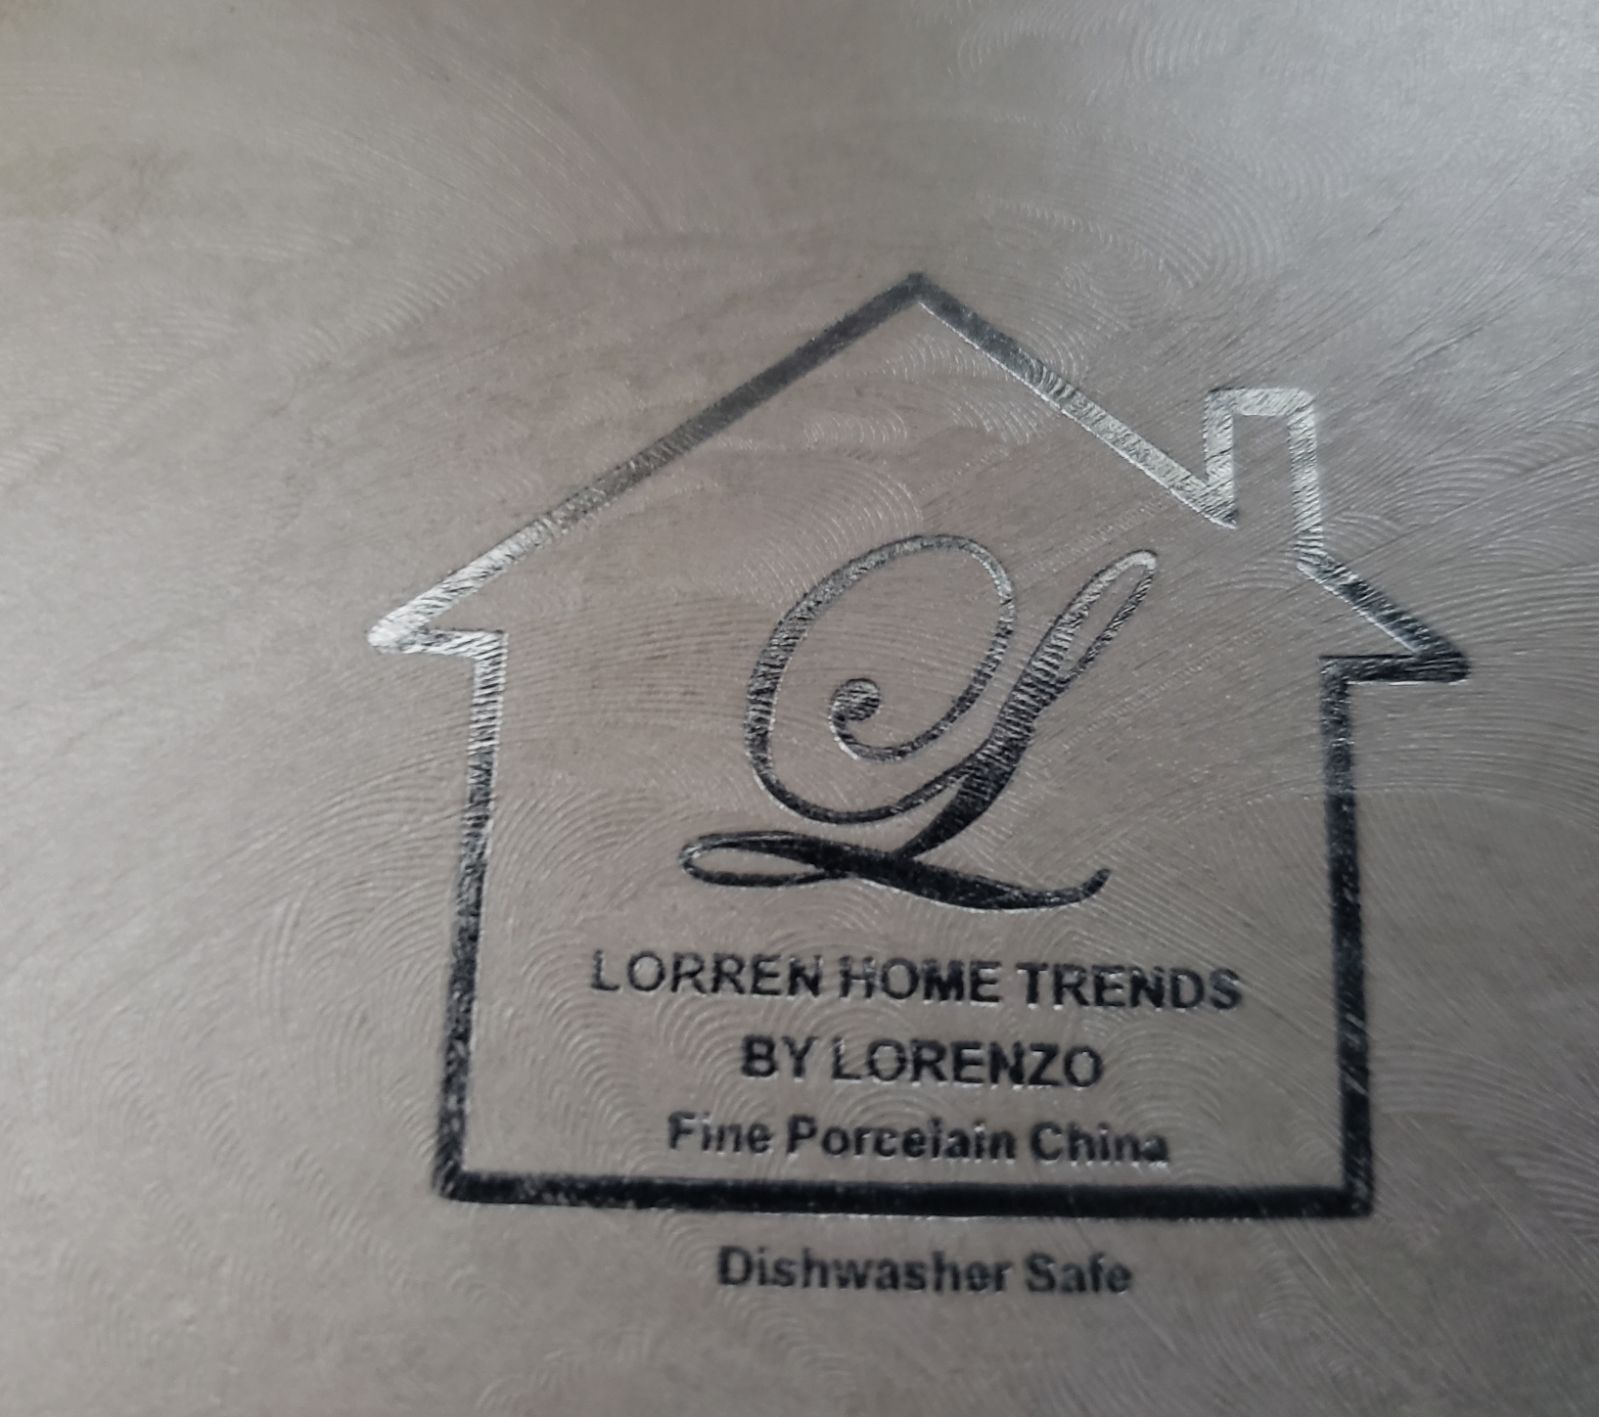 L
LORREN HOME TRENDS
BY LORENZO
Fine Porcelain China
Dishwasher Safe